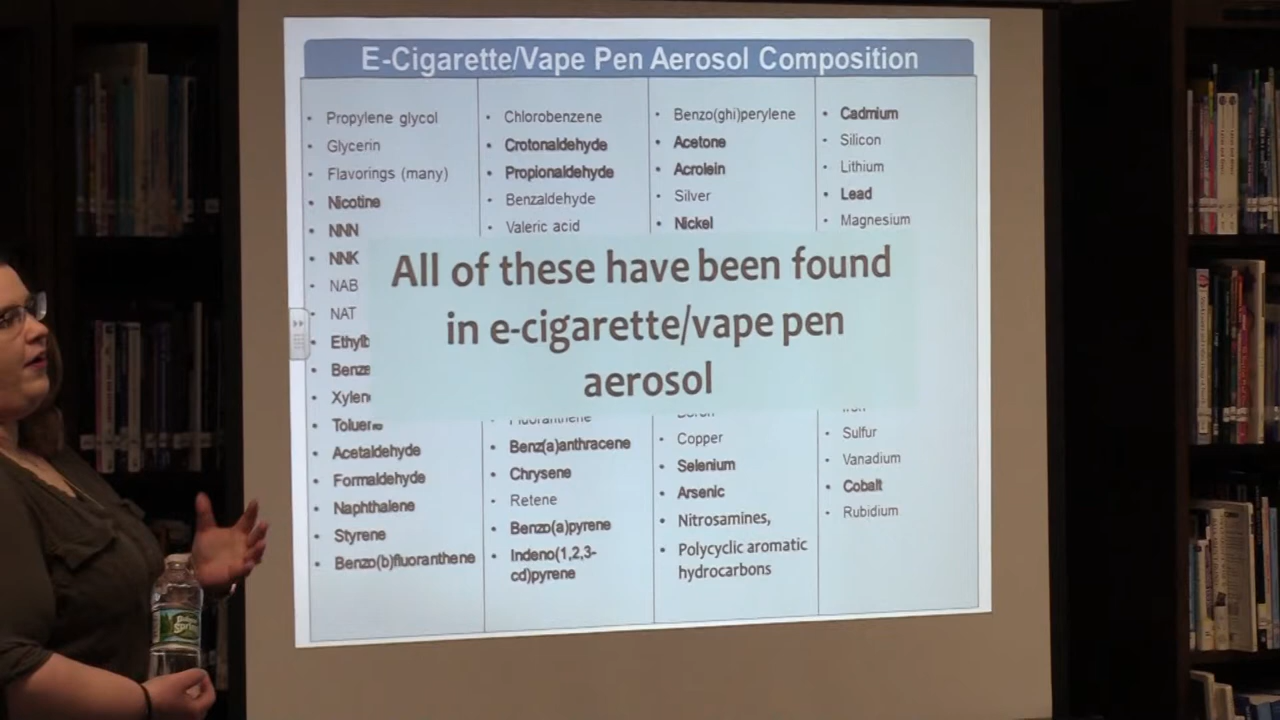 E-Cigarette/Vape Pen Aerosol Composition
• Propylene glycol
• Glycerin
• Flavorings (many)
• Nicotine
• NNN
• NNK
• NAB
• NAT
• Toluene
• Acetaldehyde
• Formaldehyde
• Naphthalene
• Styrene
• Benzo(b)fluoranthene
• Chlorobenzene
• Crotonaldehyde
• Propionaldehyde
• Benzaldehyde
• Valeric acid
• Benz(a)anthracene
• Chrysene
• Retene
• Benzo(a)pyrene
• Indeno(1,2,3-
cd)pyrene
• Benzo(ghi)perylene
• Acetone
• Acrolein
• Silver
• Nickel
• Copper
• Selenium
• Arsenic
• Nitrosamines,
• Polycyclic aromatic
hydrocarbons
• Cadmium
• Silicon
• Lithium
• Lead
• Magnesium
• Sulfur
• Vanadium
• Cobalt
• Rubidium
All of these have been found
in e-cigarette/vape pen
aerosol
Spring